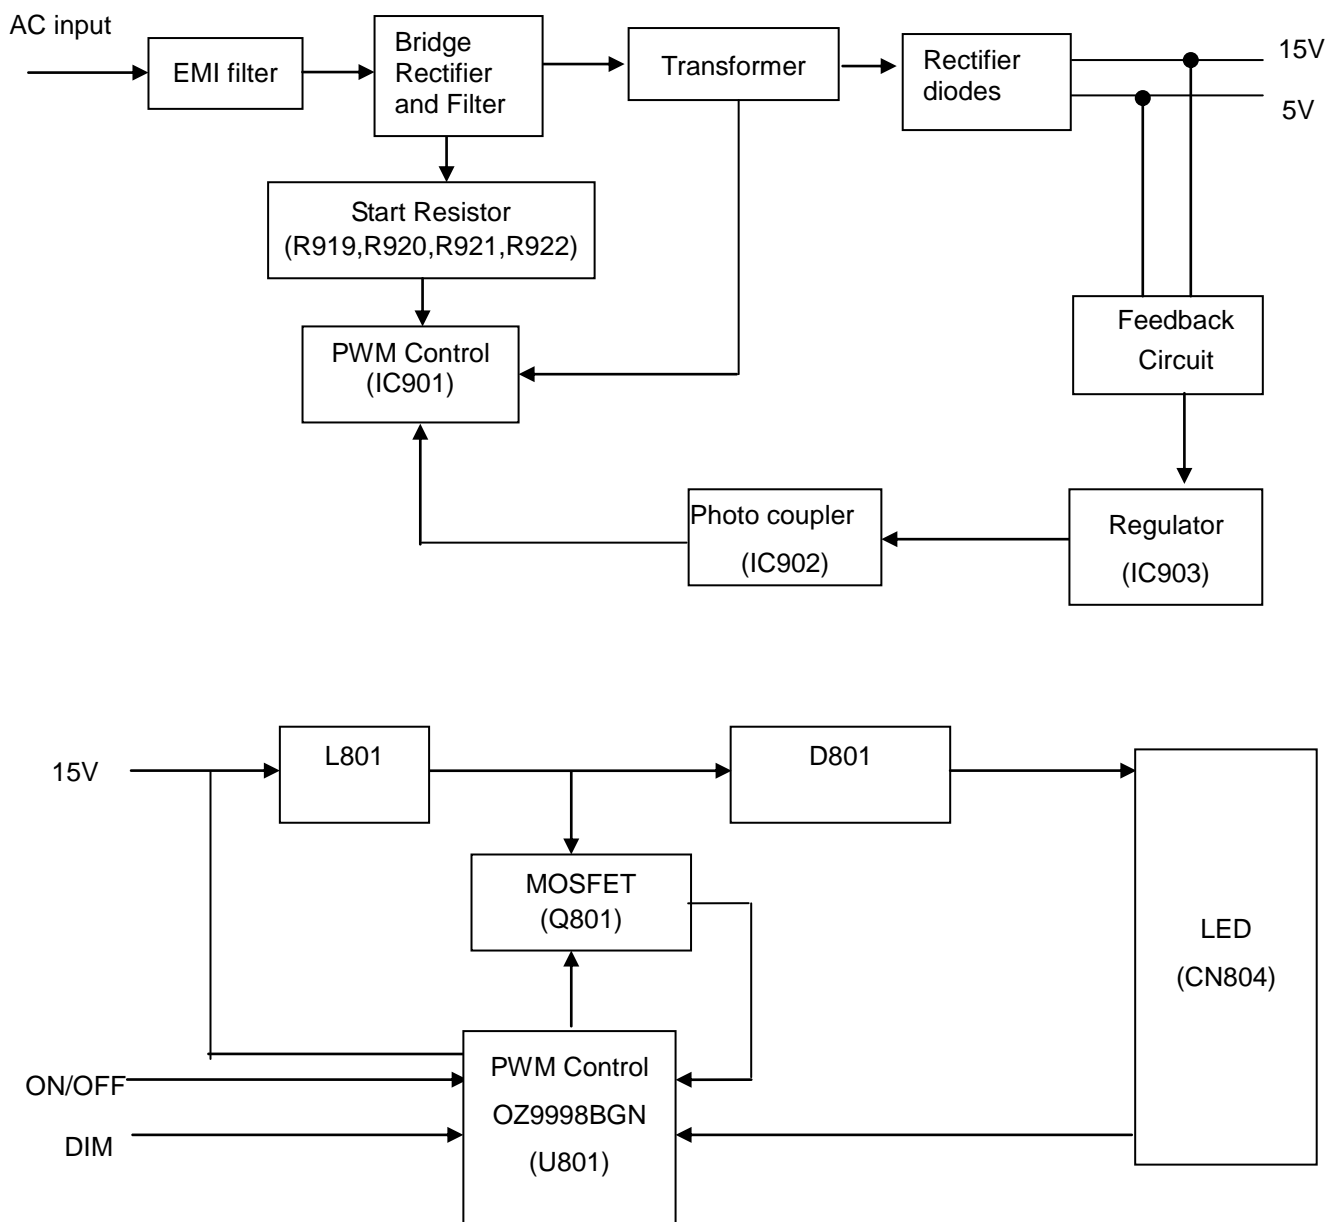 AC input
EMI filter
Bridge
Rectifier
and Filter
Transformer
Rectifier
diodes
15V
5V
Start Resistor
(R919,R920,R921,R922)
PWM Control
(IC901)
Feedback
Circuit
Photo coupler
(IC902)
Regulator
(IC903)
15V
L801
D801
MOSFET
(Q801)
LED
(CN804)
ON/OFF
DIM
PWM Control
OZ9998BGN
(U801)